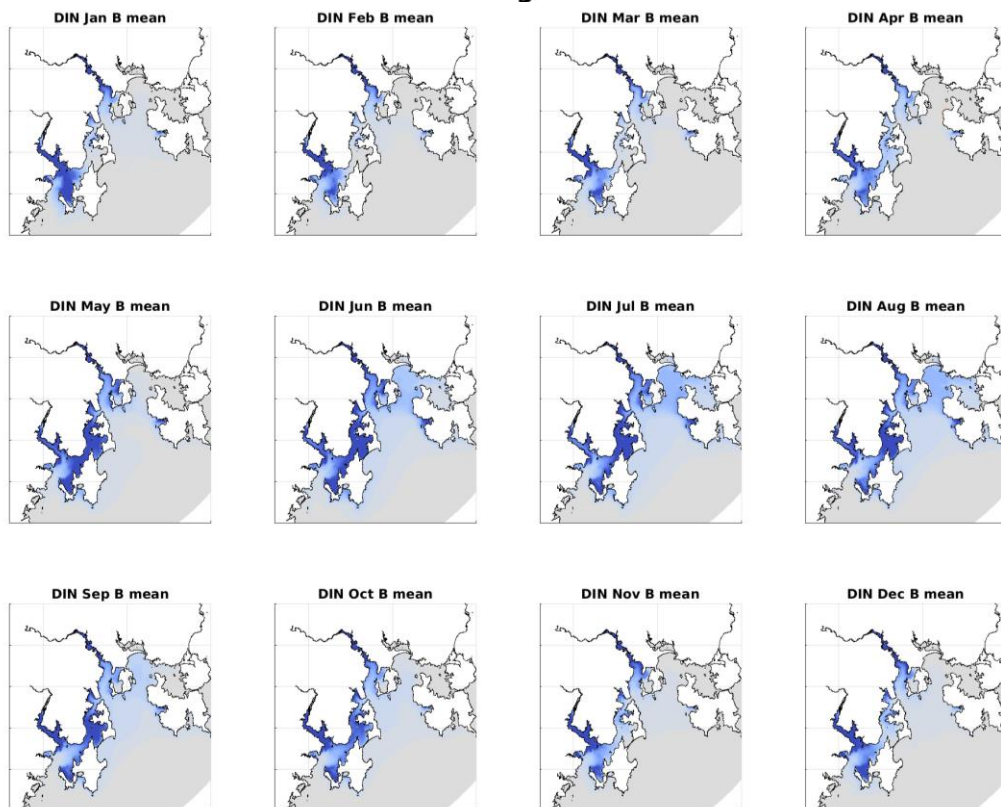 DIN Jan B mean
DIN Feb B mean
DIN Mar B mean
DIN Apr B mean
DIN May B mean
DIN Jun B mean
DIN Jul B mean
DIN Aug B mean
DIN Sep B mean
DIN Oct B mean
DIN Nov B mean
DIN Dec B mean